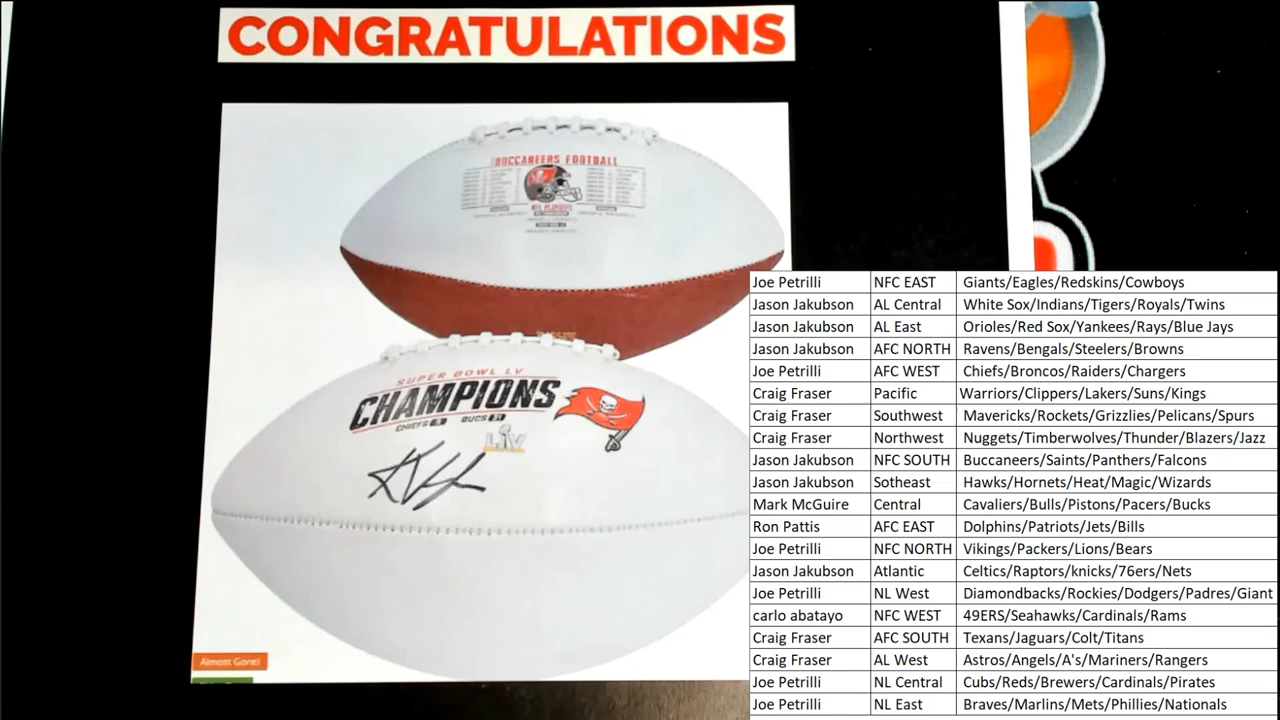 CONGRATULATIONS
BUCCANEERS FOOTBALL
NFL PLAYOFFS
SUPER BOWL LV
CHAMPIONS
CHIEFS 9 BUCS 31
LIV
Almost Gone!
Joe Petrilli NFC EAST Giants/Eagles/Redskins/Cowboys
Jason Jakubson AL Central White Sox/Indians/Tigers/Royals/Twins
Jason Jakubson AL East Orioles/Red Sox/Yankees/Rays/Blue Jays
Jason Jakubson AFC NORTH Ravens/Bengals/Steelers/Browns
Joe Petrilli AFC WEST Chiefs/Broncos/Raiders/Chargers
Craig Fraser Pacific Warriors/Clippers/Lakers/Suns/Kings
Craig Fraser Southwest Mavericks/Rockets/Grizzlies/Pelicans/Spurs
Craig Fraser Northwest Nuggets/Timberwolves/Thunder/Blazers/Jazz
Jason Jakubson NFC SOUTH Buccaneers/Saints/Panthers/Falcons
Jason Jakubson Sotheast Hawks/Hornets/Heat/Magic/Wizards
Mark McGuire Central Cavaliers/Bulls/Pistons/Pacers/Bucks
Ron Pattis AFC EAST Dolphins/Patriots/Jets/Bills
Joe Petrilli NFC NORTH Vikings/Packers/Lions/Bears
Jason Jakubson Atlantic Celtics/Raptors/knicks/76ers/Nets
Joe Petrilli NL West Diamondbacks/Rockies/Dodgers/Padres/Giant
carlo abatayo NFC WEST 49ERS/Seahawks/Cardinals/Rams
Craig Fraser AFC SOUTH Texans/Jaguars/Colt/Titans
Craig Fraser AL West Astros/Angels/A's/Mariners/Rangers
Joe Petrilli NL Central Cubs/Reds/Brewers/Cardinals/Pirates
Joe Petrilli NL East Braves/Marlins/Mets/Phillies/Nationals